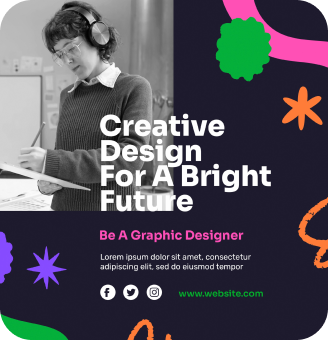 Creative
Design
For A Bright
Future
Be A Graphic Designer
Lorem ipsum dolor sit amet, consectetur
adipiscing elit, sed do eiusmod tempor
www.website.com